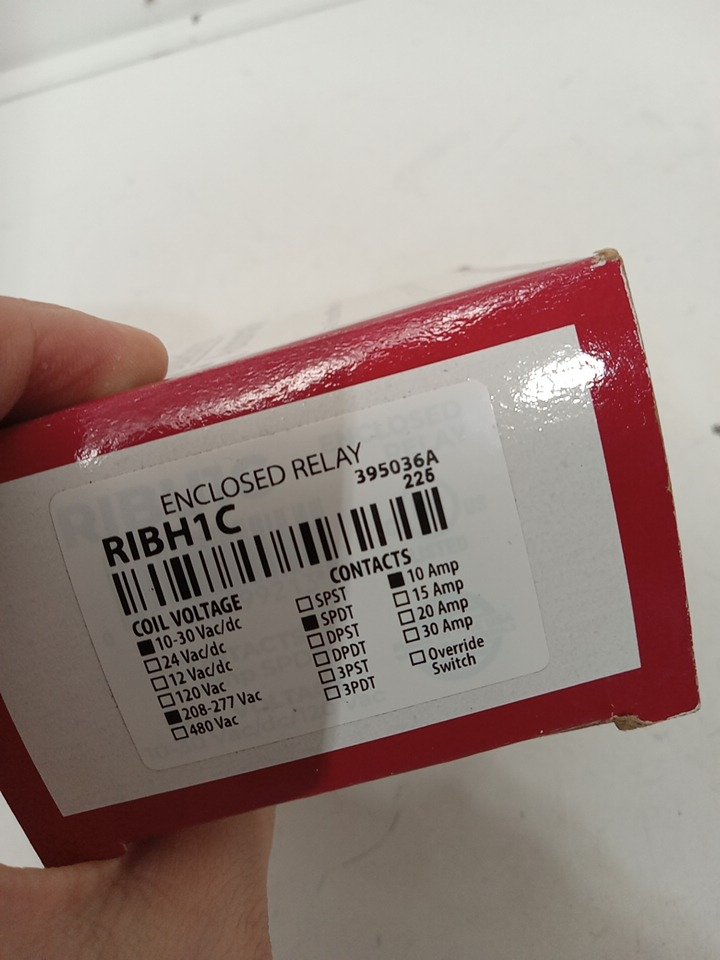 ENCLOSED RELAY
395036A
226
RIBH1C
COIL VOLTAGE
10-30 Vac/dc
24 Vac/dc
12 Vac/dc
120 Vac
208-277 Vac
480 Vac
CONTACTS
SPST
SPDT
DPST
DPDT
3PST
3PDT
10 Amp
15 Amp
20 Amp
30 Amp
Override
Switch